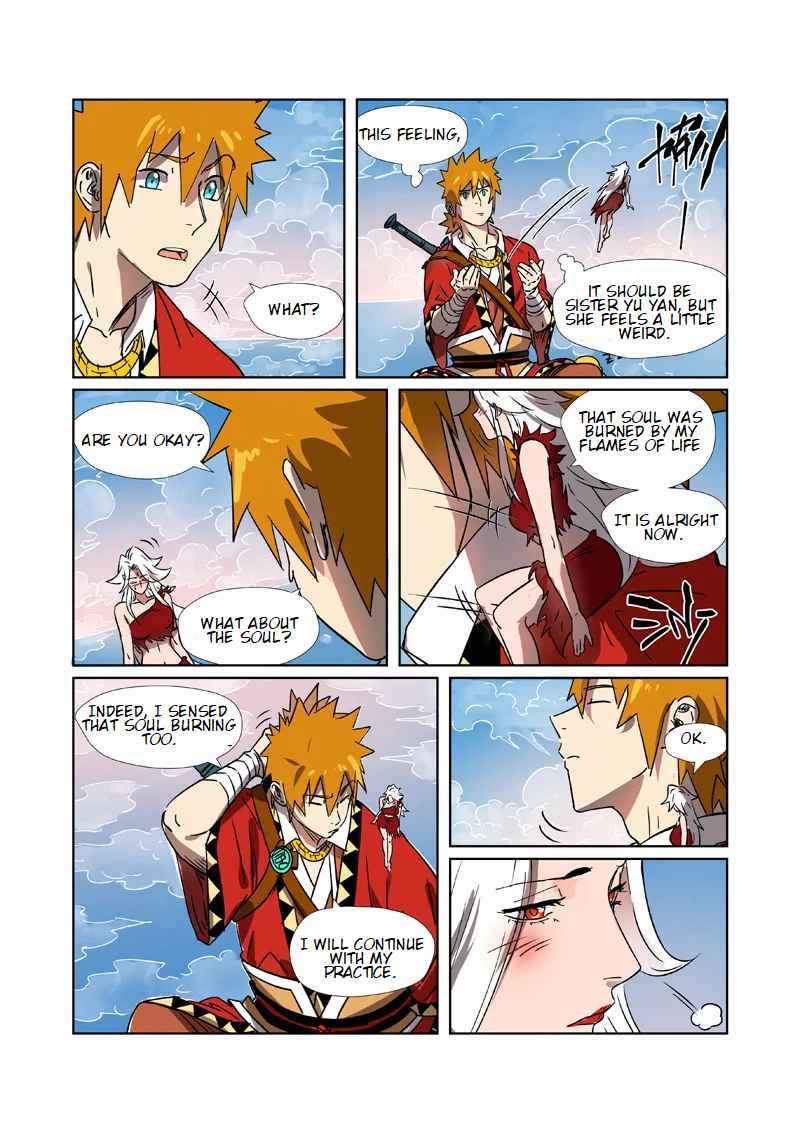 WHAT?
THIS FEELING,
IT SHOULD BE
SISTER YU YAN, BUT
SHE FEELS A LITTLE
WEIRD.
ARE YOU OKAY?
WHAT ABOUT
THE SOUL?
THAT SOUL WAS
BURNED BY MY
FLAMES OF LIFE
IT IS ALRIGHT
NOW.
INDEED, I SENSED
THAT SOUL BURNING
TOO.
I WILL CONTINUE
WITH MY
PRACTICE.
OK.